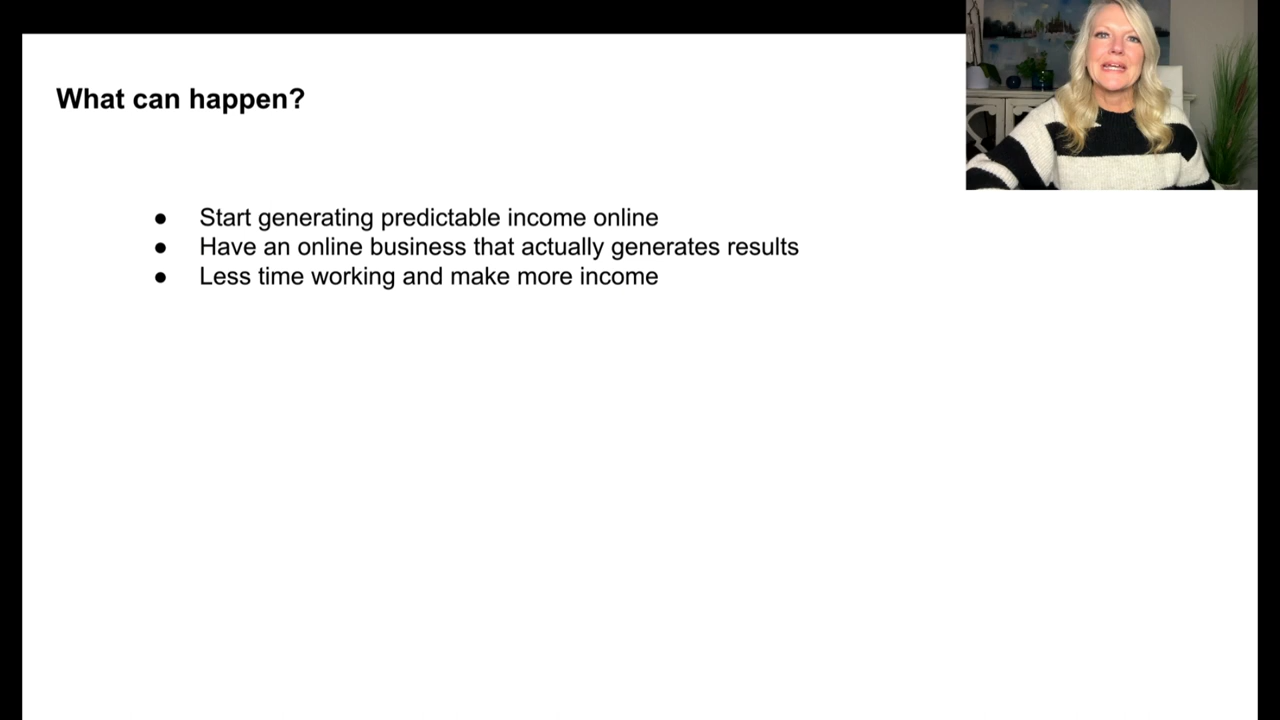 What can happen?
● Start generating predictable income online
● Have an online business that actually generates results
● Less time working and make more income